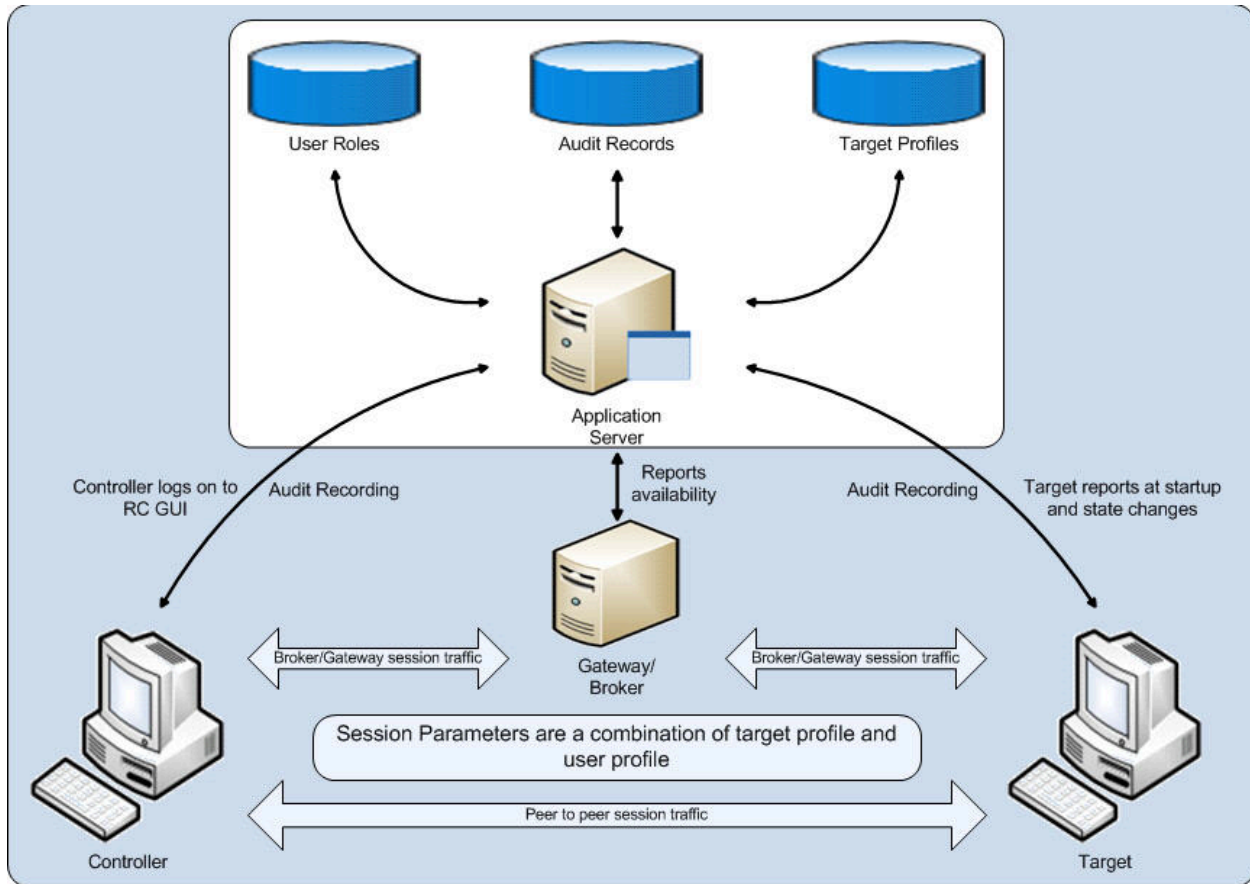 User Roles
Audit Records
Target Profiles
Application
Server
Controller logs on to
RC GUI
Audit Recording
Reports
availability
Audit Recording
Target reports at startup
and state changes
Broker/Gateway session traffic
Gateway/
Broker
Broker/Gateway session traffic
Session Parameters are a combination of target profile and
user profile
Peer to peer session traffic
Controller
Target